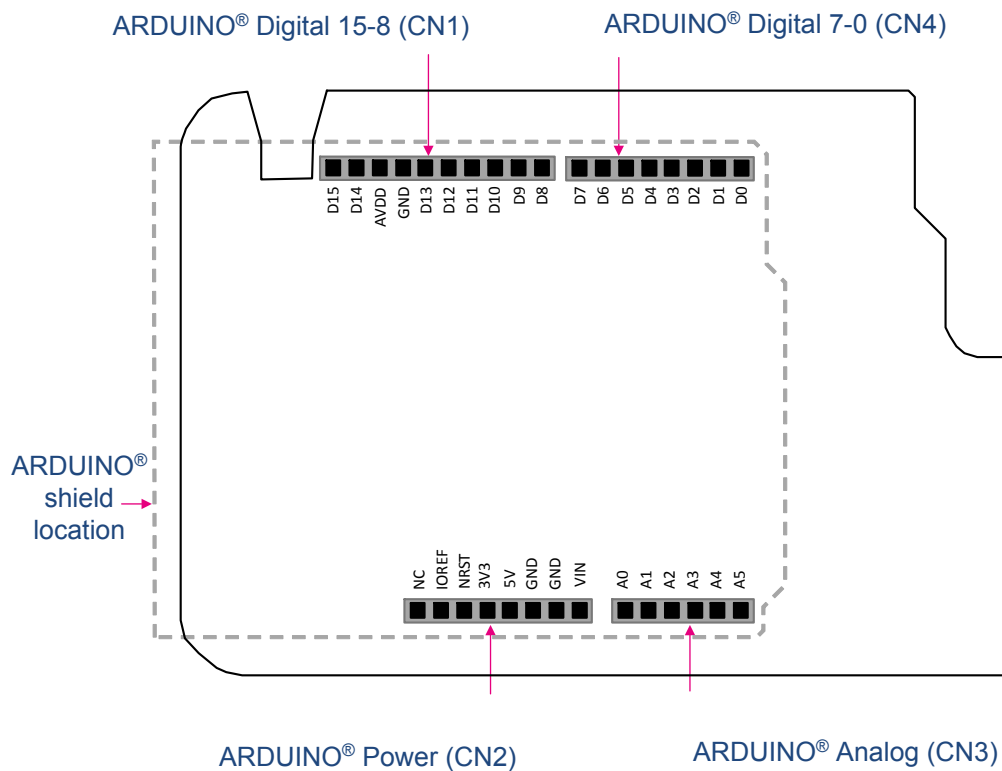 ARDUINO® Digital 15-8 (CN1)
ARDUINO® Digital 7-0 (CN4)
D15
D14
AVDD
GND
D13
D12
D11
D10
D9
D8
D7
D6
D5
D4
D3
D2
D1
D0
ARDUINO®
shield
location
NC
IOREF
NRST
3V3
5V
GND
GND
VIN
A0
A1
A2
A3
A4
A5
ARDUINO® Power (CN2)
ARDUINO® Analog (CN3)